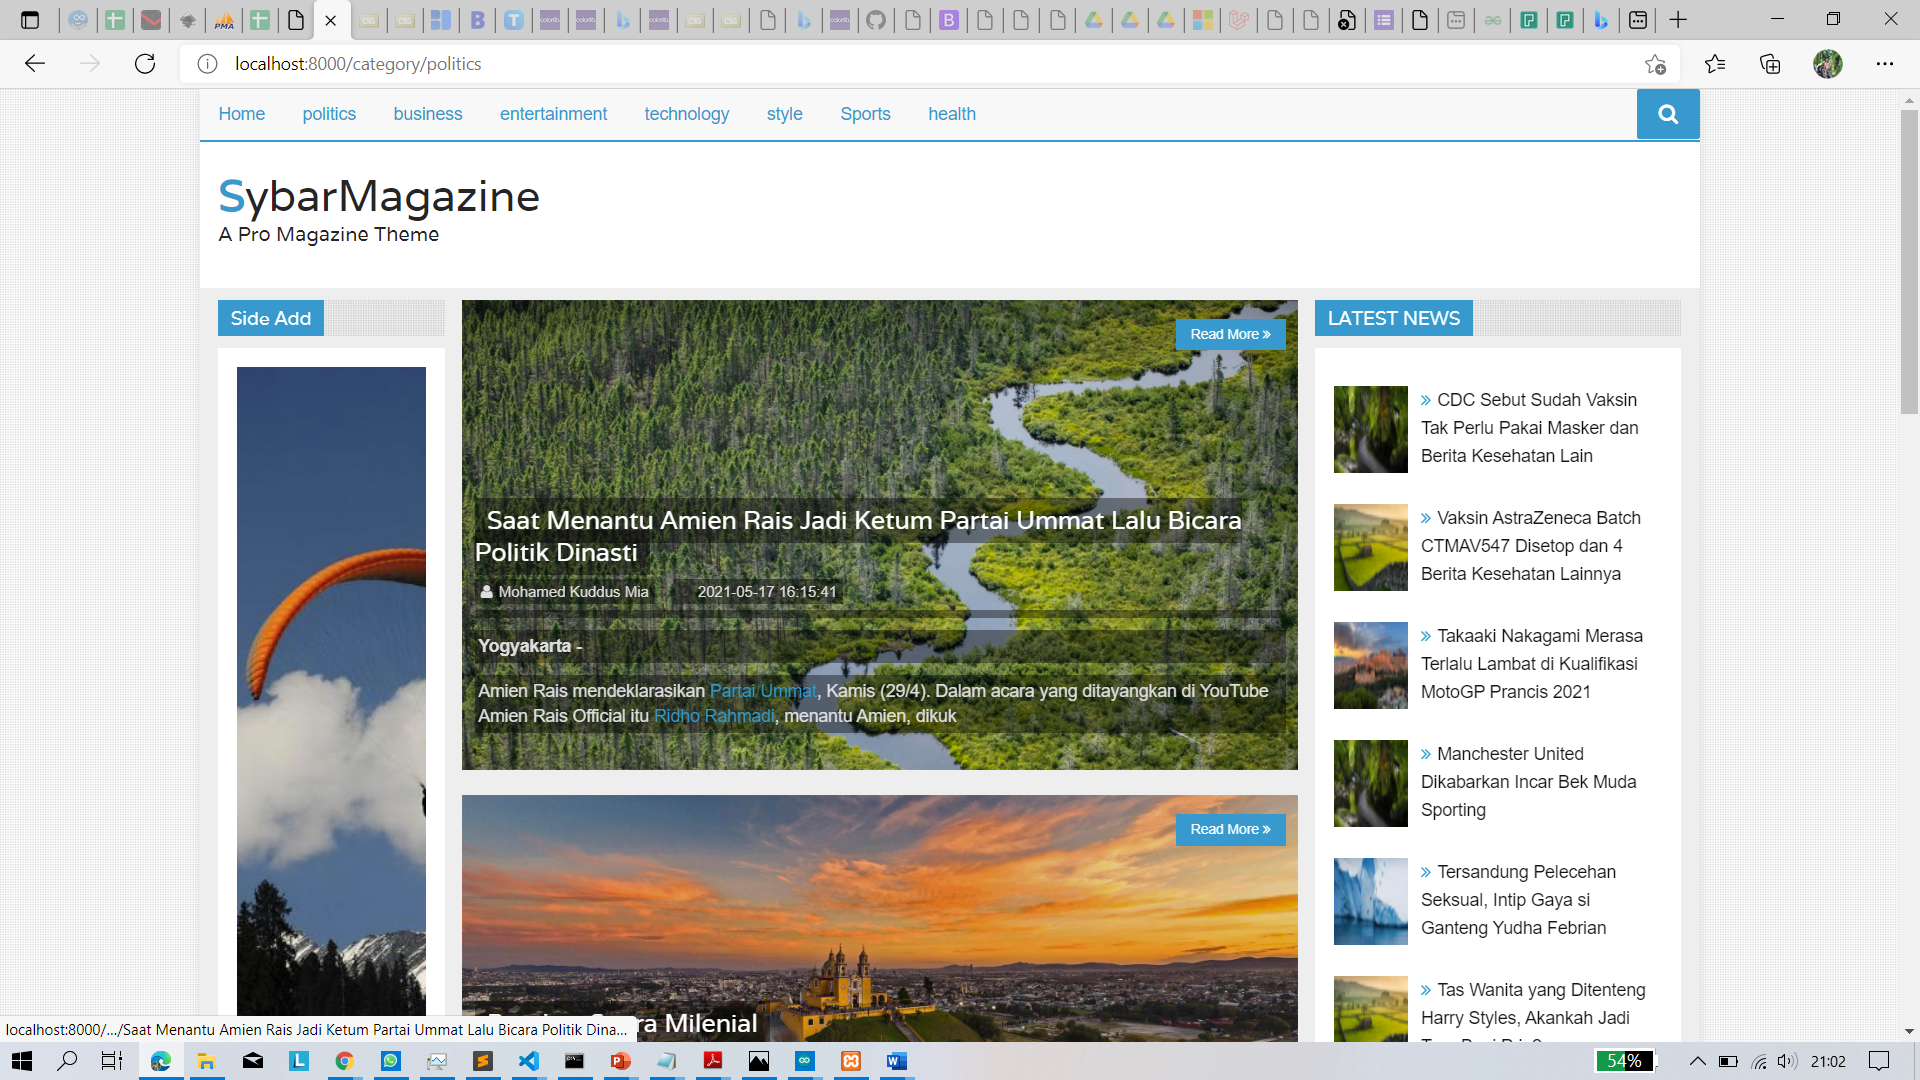 localhost:8000/category/politics
Home politics business entertainment technology style Sports health
SybarMagazine
A Pro Magazine Theme
Side Add
Read More »
Saat Menantu Amien Rais Jadi Ketum Partai Ummat Lalu Bicara
Politik Dinasti
Mohamed Kuddus Mia 2021-05-17 16:15:41
Yogyakarta -
Amien Rais mendeklarasikan Partai Ummat, Kamis (29/4). Dalam acara yang ditayangkan di YouTube
Amien Rais Official itu Ridho Rahmadi, menantu Amien, dikuk
Read More »
ra Milenial
LATEST NEWS
» CDC Sebut Sudah Vaksin
Tak Perlu Pakai Masker dan
Berita Kesehatan Lain
» Vaksin AstraZeneca Batch
CTMAV547 Disetop dan 4
Berita Kesehatan Lainnya
» Takaaki Nakagami Merasa
Terlalu Lambat di Kualifikasi
MotoGP Prancis 2021
» Manchester United
Dikabarkan Incar Bek Muda
Sporting
» Tersandung Pelecehan
Seksual, Intip Gaya si
Ganteng Yudha Febrian
» Tas Wanita yang Ditenteng
Harry Styles, Akankah Jadi
localhost:8000/.../Saat Menantu Amien Rais Jadi Ketum Partai Ummat Lalu Bicara Politik Dina...
54% 21:02